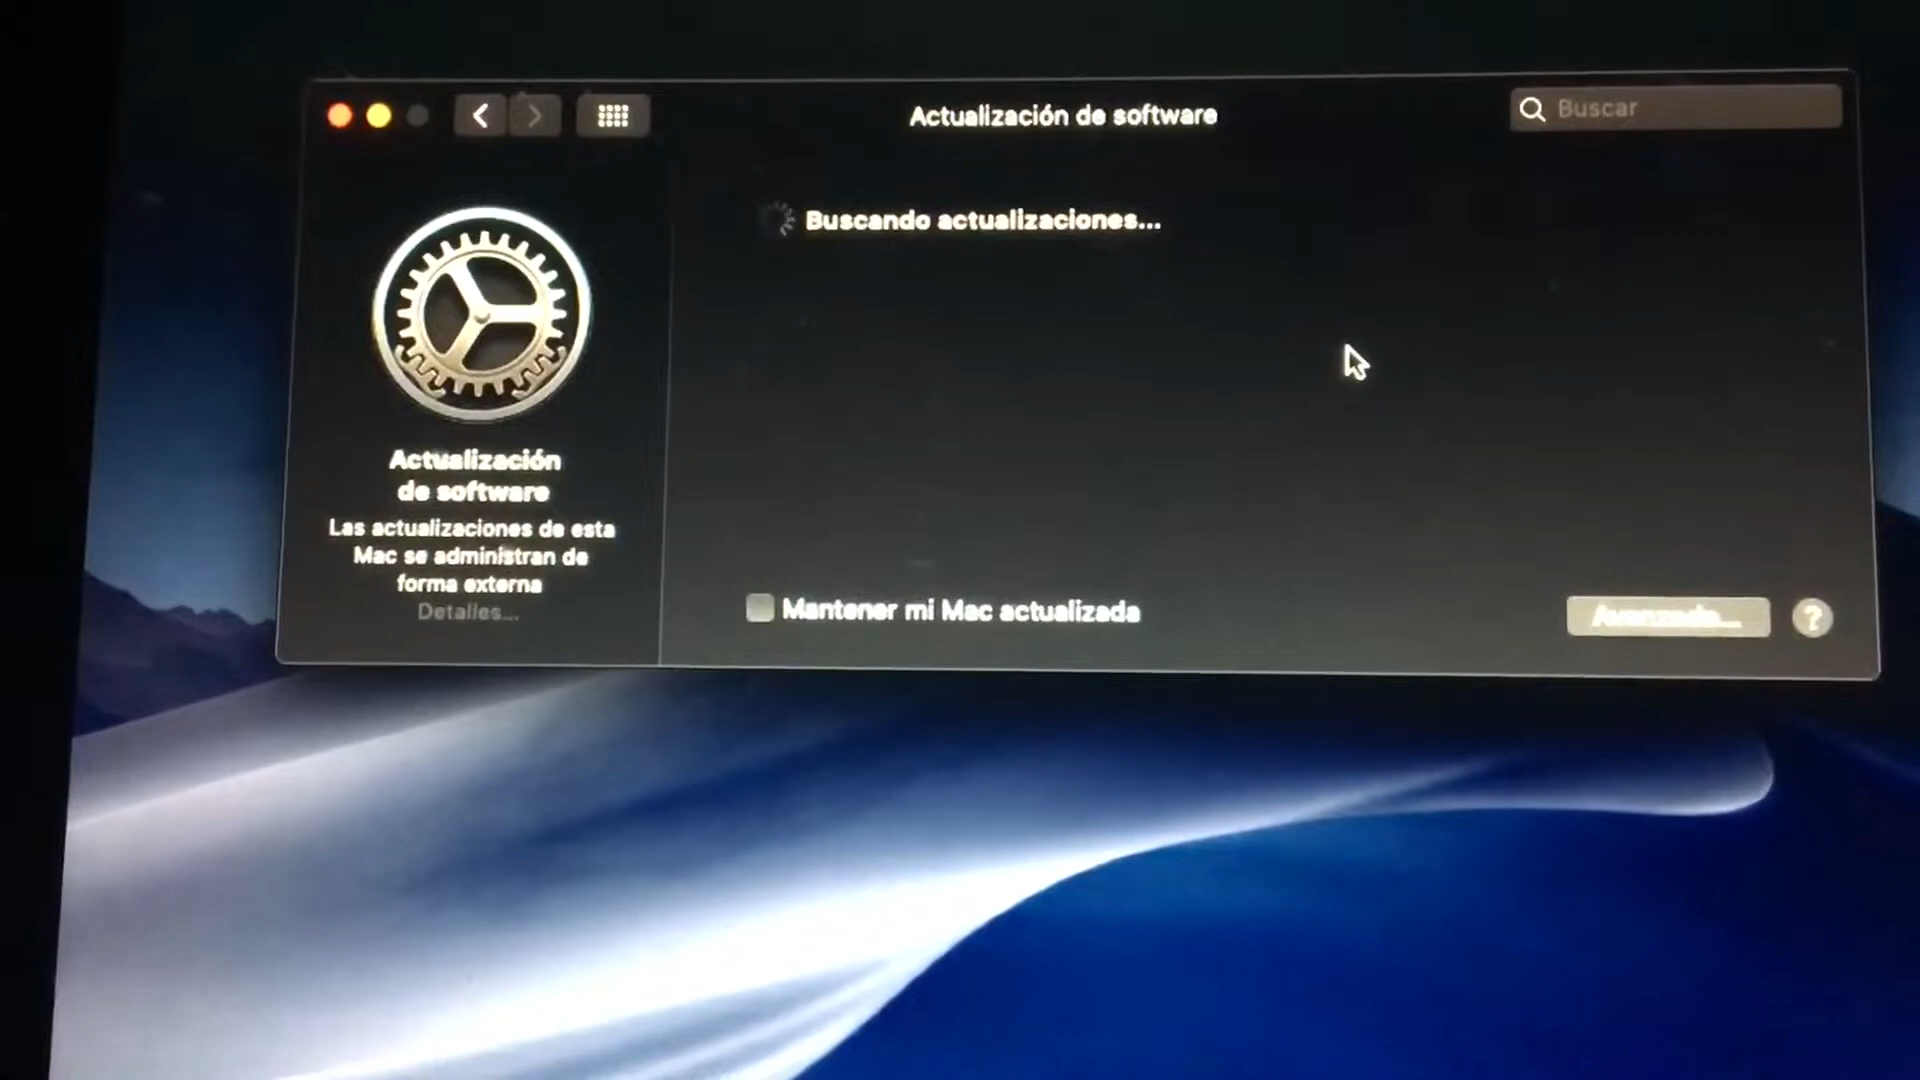 Actualización de software
Buscar
Buscando actualizaciones...
Actualización
de software
Las actualizaciones de esta
Mac se administran de
forma externa
Detalles...
Mantener mi Mac actualizada
Avanzado...
?